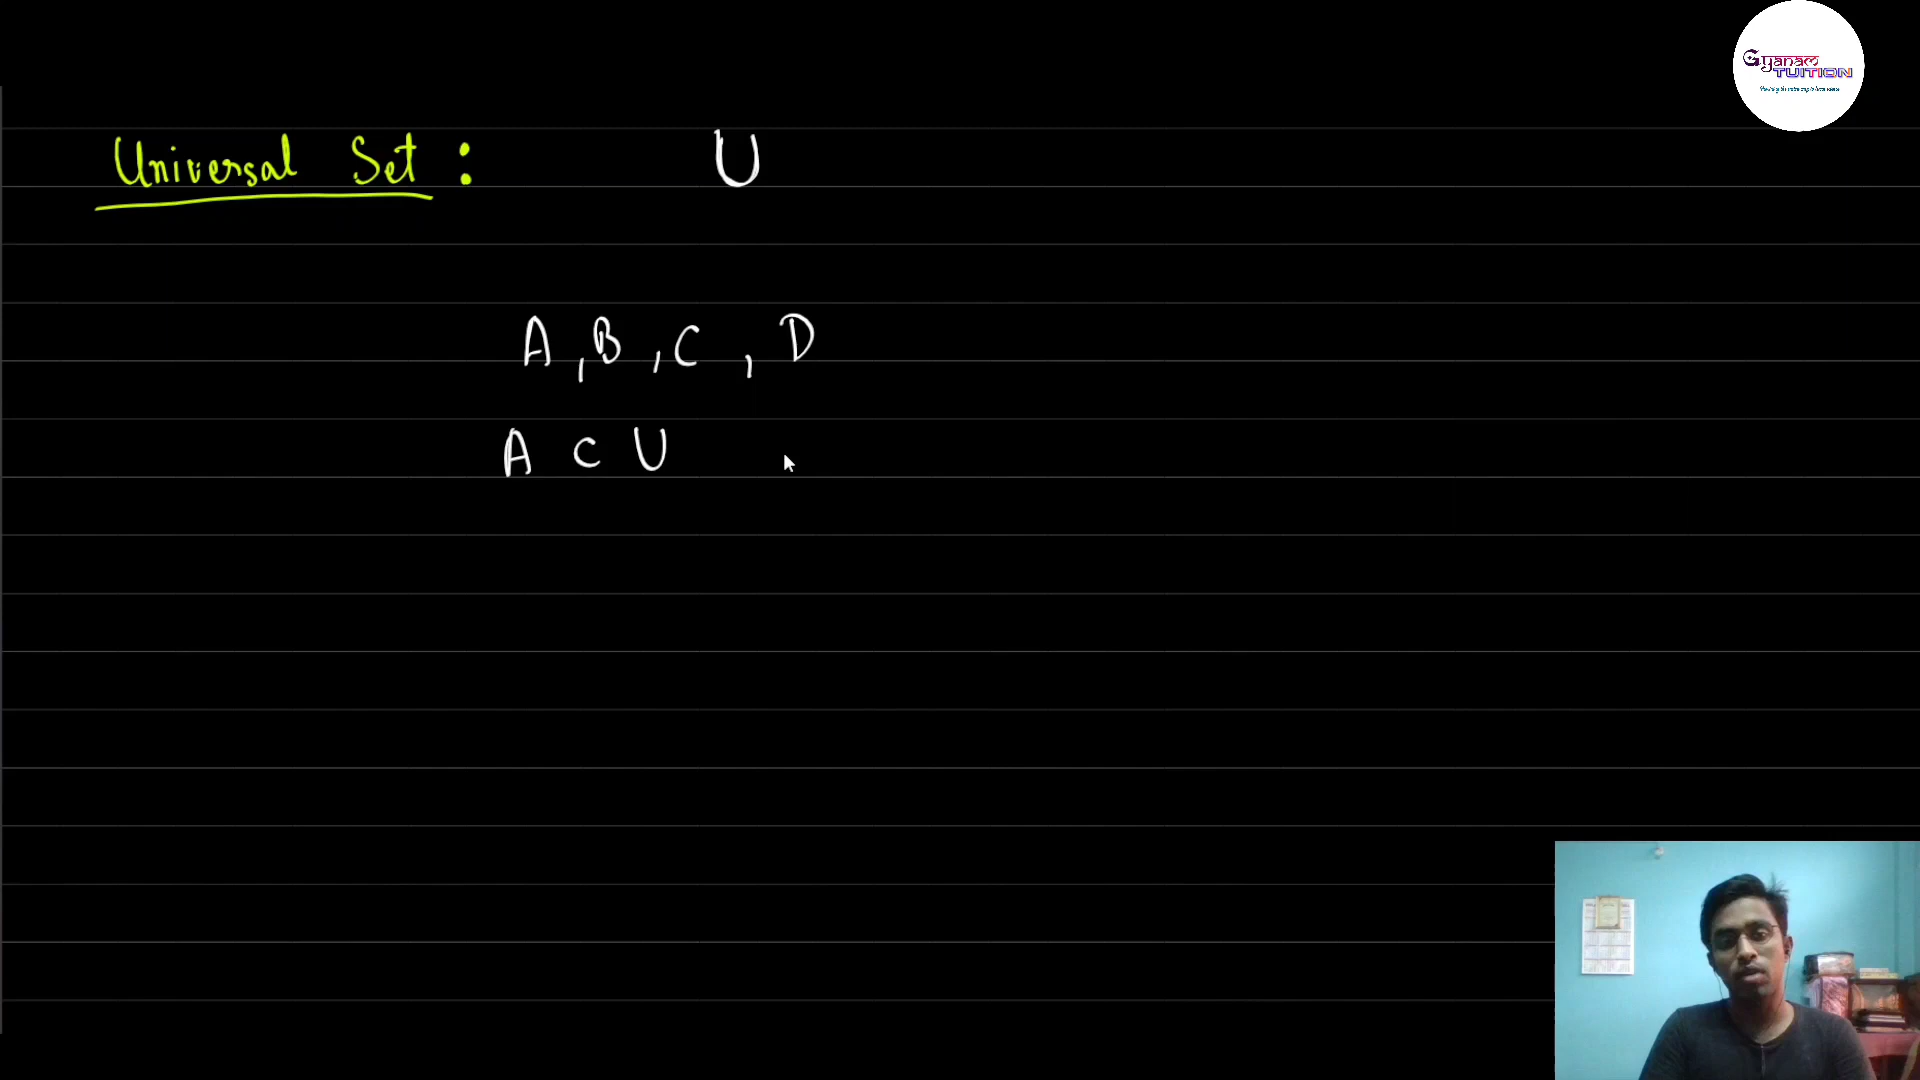 Gyanam
TUITION
Universal Set : U
A , B , C , D
A ⊂ U